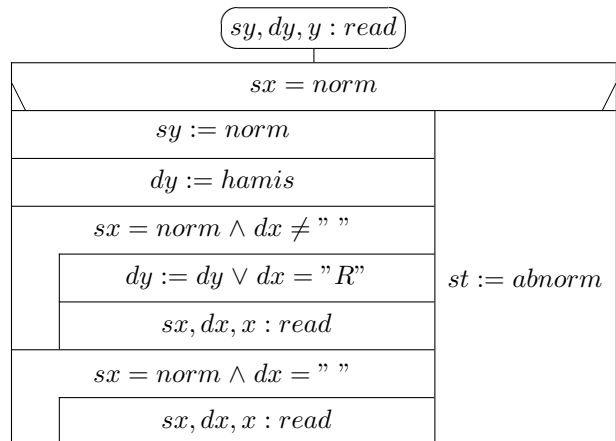 sy, dy, y : read
sx = norm
sy := norm
dy := hamis
sx = norm ∧ dx ≠ " "
dy := dy ∨ dx = "R"
st := abnorm
sx, dx, x : read
sx = norm ∧ dx = " "
sx, dx, x : read